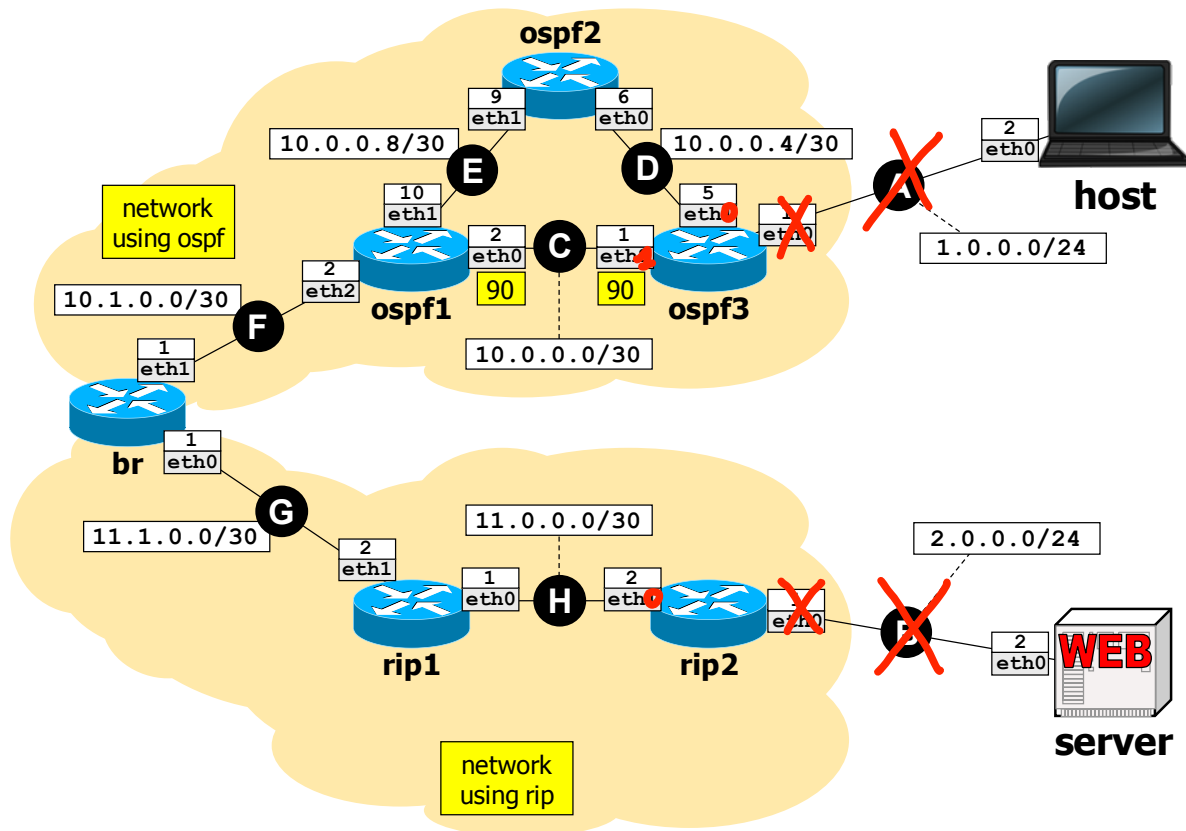 ospf2
9
eth1
6
eth0
10.0.0.8/30
10.0.0.4/30
E
D
2
eth0
host
A
1.0.0.0/24
network
using ospf
10
eth1
5
eth0
1
eth0
2
eth0
C
1
eth1
90
90
ospf1
ospf3
10.1.0.0/30
2
eth2
F
10.0.0.0/30
1
eth1
br
1
eth0
G
11.1.0.0/30
11.0.0.0/30
2.0.0.0/24
2
eth1
1
eth0
H
2
eth0
eth0
B
2
eth0
WEB
rip1
rip2
server
network
using rip